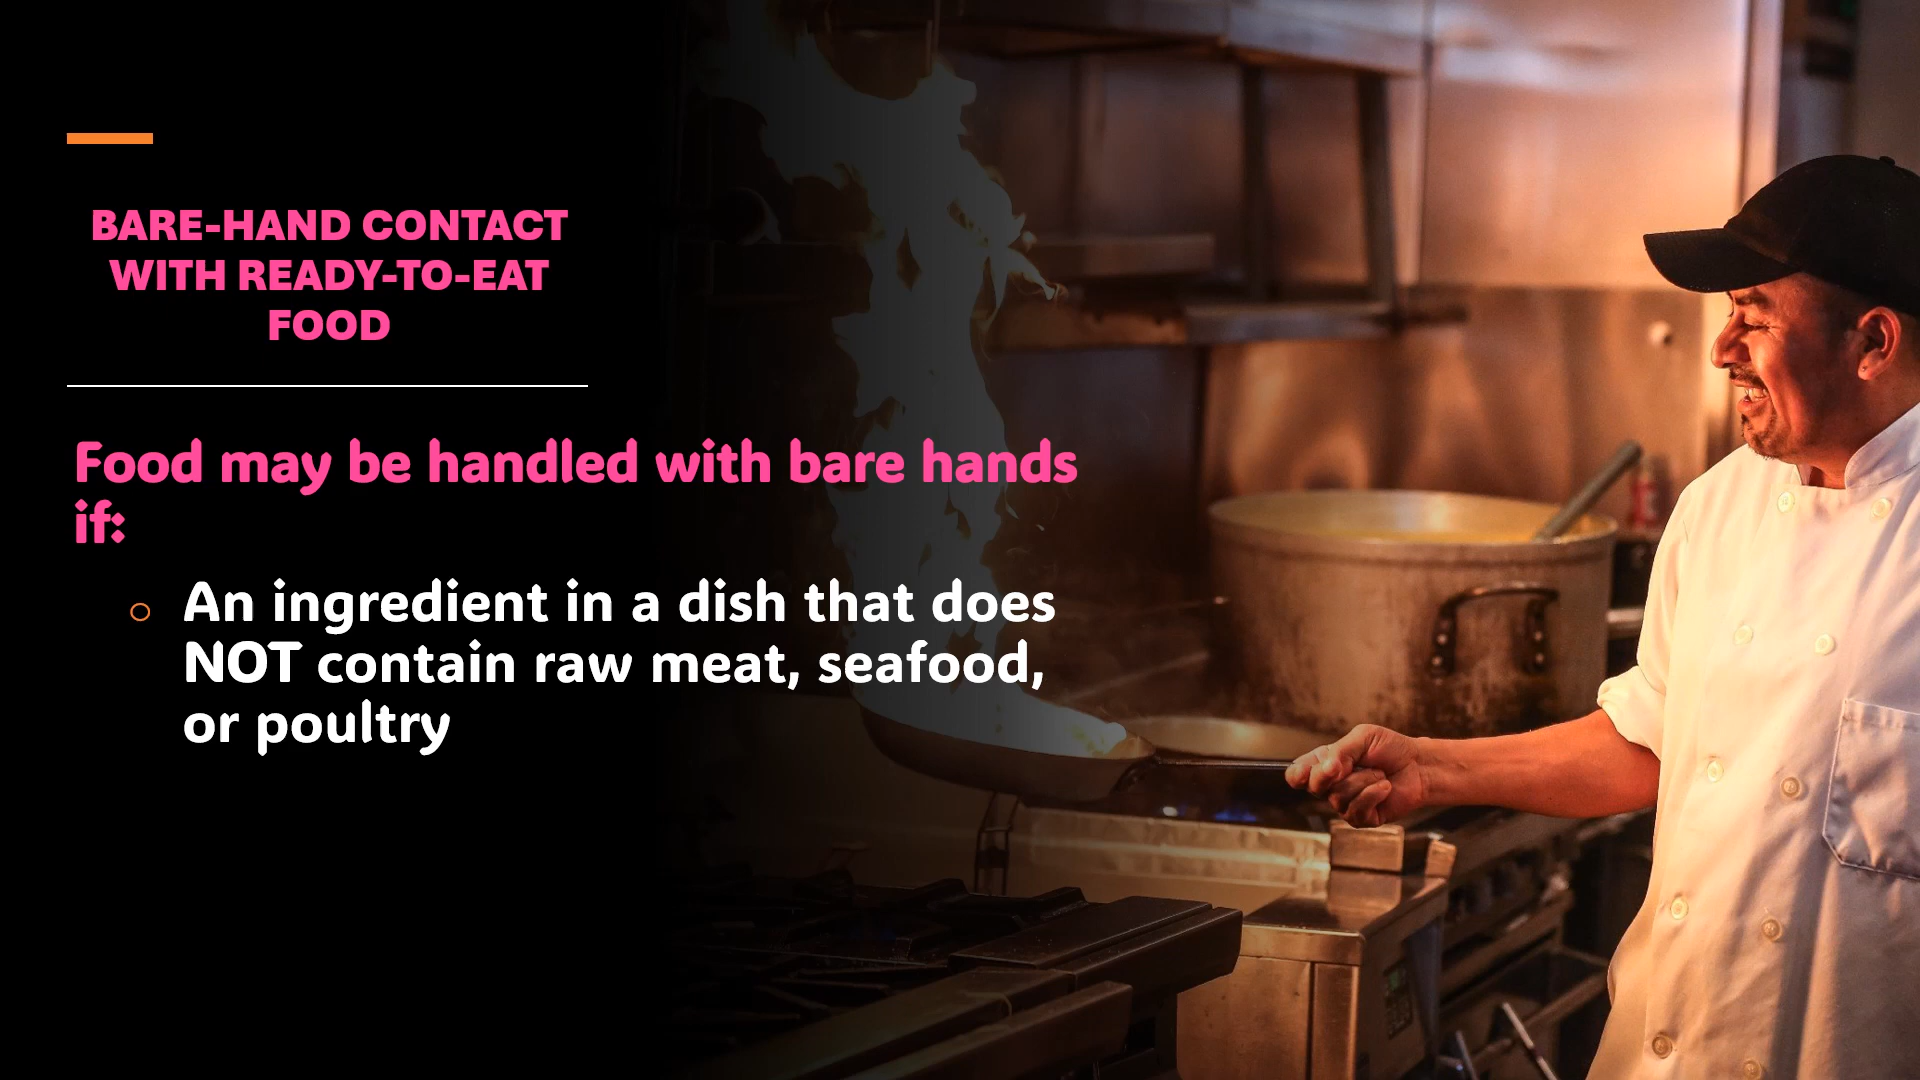 BARE-HAND CONTACT
WITH READY-TO-EAT
FOOD
Food may be handled with bare hands
if:
An ingredient in a dish that does
NOT contain raw meat, seafood,
or poultry